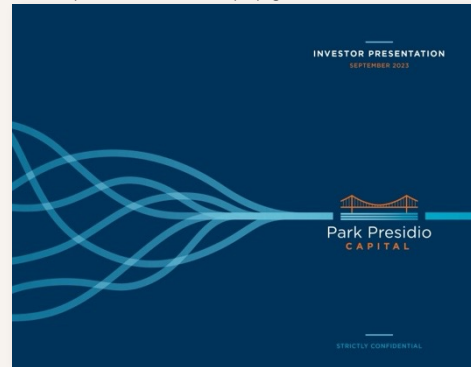 INVESTOR PRESENTATION
SEPTEMBER 2023
Park Presidio
CAPITAL
STRICTLY CONFIDENTIAL